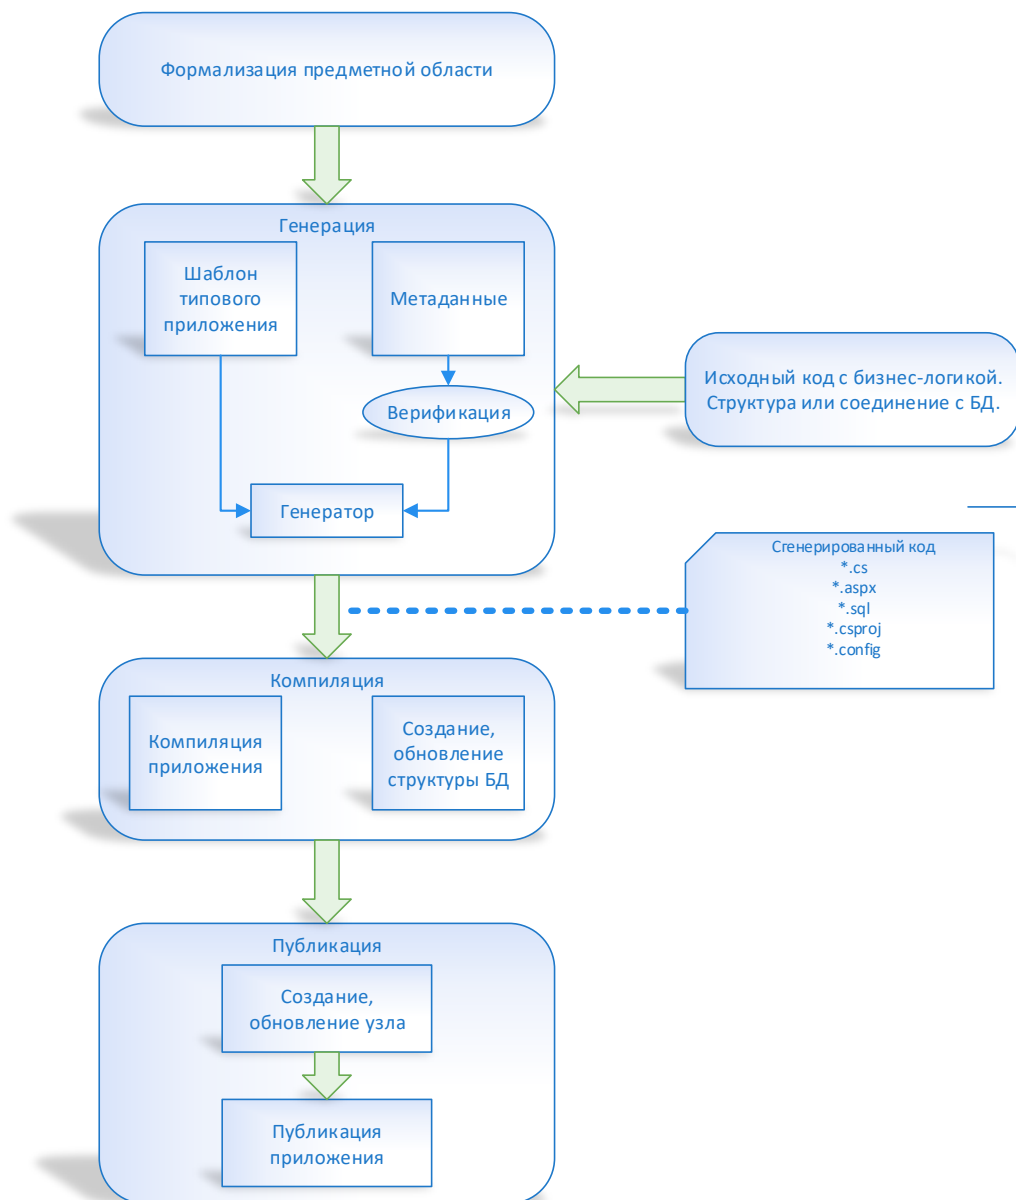 Формализация предметной области
Генерация
Шаблон
типового
приложения
Метаданные
Верификация
Генератор
Исходный код с бизнес-логикой.
Структура или соединение с БД.
Сгенерированный код
*.cs
*.aspx
*.sql
*.csproj
*.config
Компиляция
Компиляция
приложения
Создание,
обновление
структуры БД
Публикация
Создание,
обновление узла
Публикация
приложения